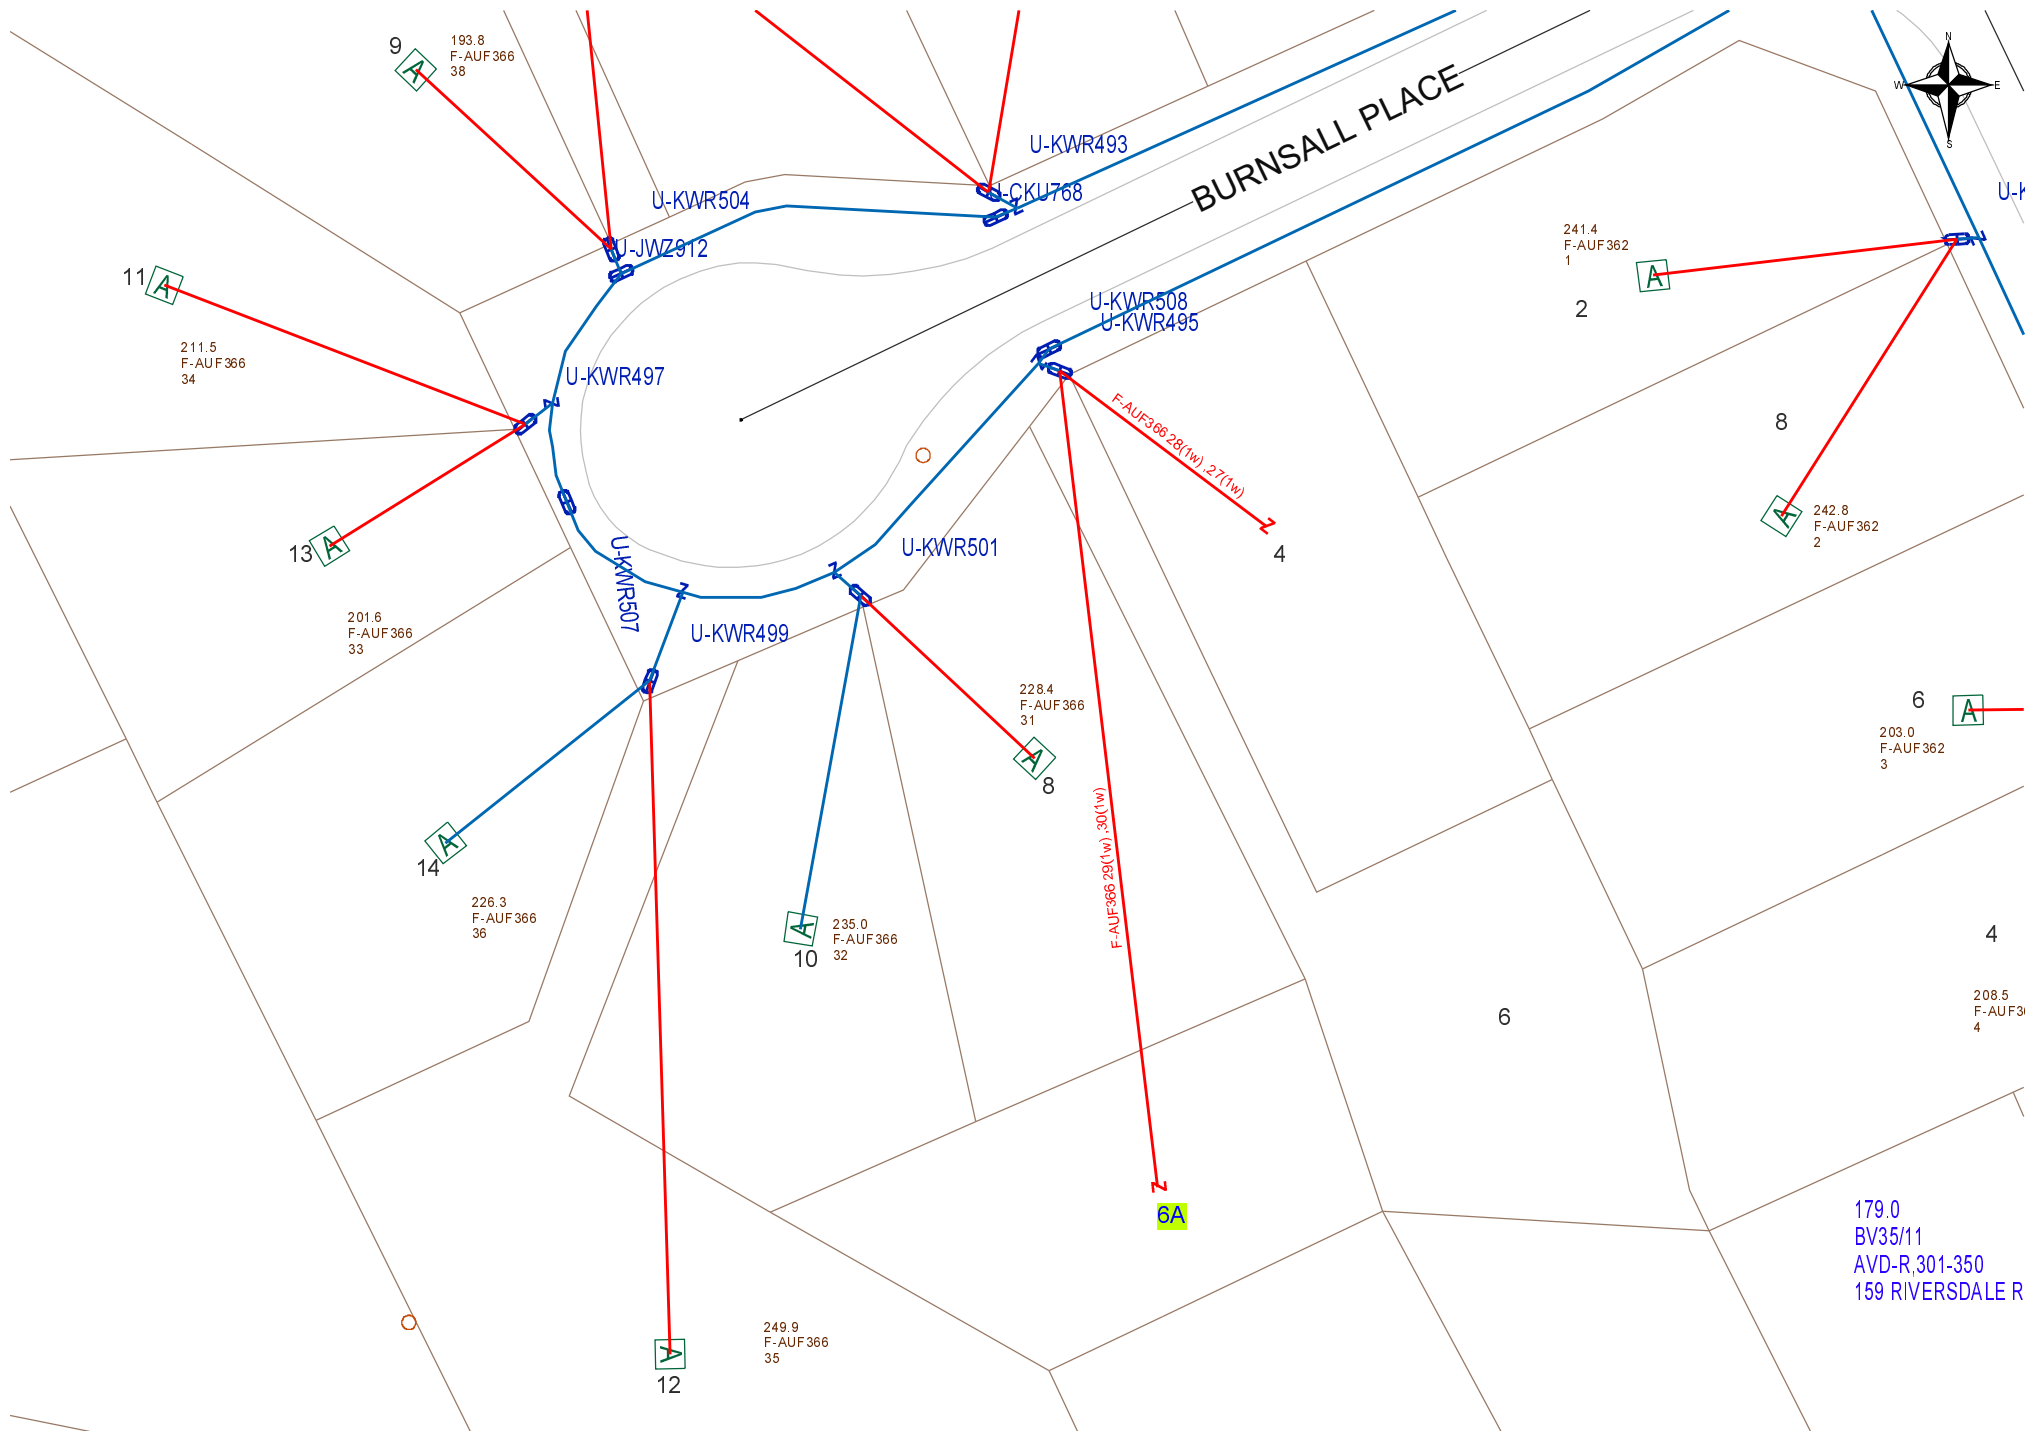 9
193.8
F-AUF366
38
N
W
E
S
BURNSALL PLACE
U-KWR493
U-CKU768
U-KWR504
U-JWZ912
11
211.5
F-AUF366
34
U-KWR497
U-KWR508
U-KWR495
241.4
F-AUF362
1
2
8
F-AUF366 28(1w) ,27(1w)
4
242.8
F-AUF362
2
13
201.6
F-AUF366
33
U-KWR507
U-KWR501
U-KWR499
228.4
F-AUF366
31
8
F-AUF366 29(1w) ,30(1w)
6
203.0
F-AUF362
3
14
226.3
F-AUF366
36
10
235.0
F-AUF366
32
4
208.5
F-AUF3
4
6
6A
179.0
BV35/11
AVD-R,301-350
159 RIVERSDALE R
249.9
F-AUF366
35
12
A
A
A
A
A
A
A
A
A
A